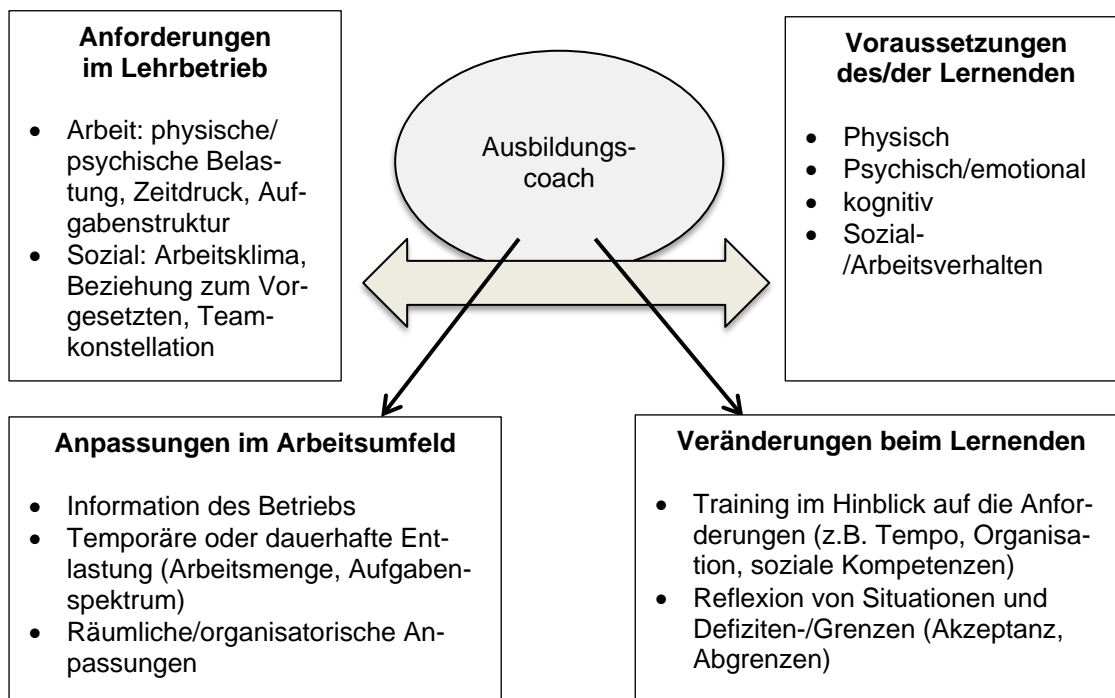 Anforderungen
im Lehrbetrieb
• Arbeit: physische/
psychische Belas-
tung, Zeitdruck, Auf-
gabenstruktur
• Sozial: Arbeitsklima,
Beziehung zum Vor-
gesetzten, Team-
konstellation
Ausbildungs-
coach
Voraussetzungen
des/der Lernenden
• Physisch
• Psychisch/emotional
• kognitiv
• Sozial-
/Arbeitsverhalten
Anpassungen im Arbeitsumfeld
• Information des Betriebs
• Temporäre oder dauerhafte Ent-
lastung (Arbeitsmenge, Aufgaben-
spektrum)
• Räumliche/organisatorische An-
passungen
Veränderungen beim Lernenden
• Training im Hinblick auf die Anfor-
derungen (z.B. Tempo, Organisa-
tion, soziale Kompetenzen)
• Reflexion von Situationen und
Defiziten-/Grenzen (Akzeptanz,
Abgrenzen)